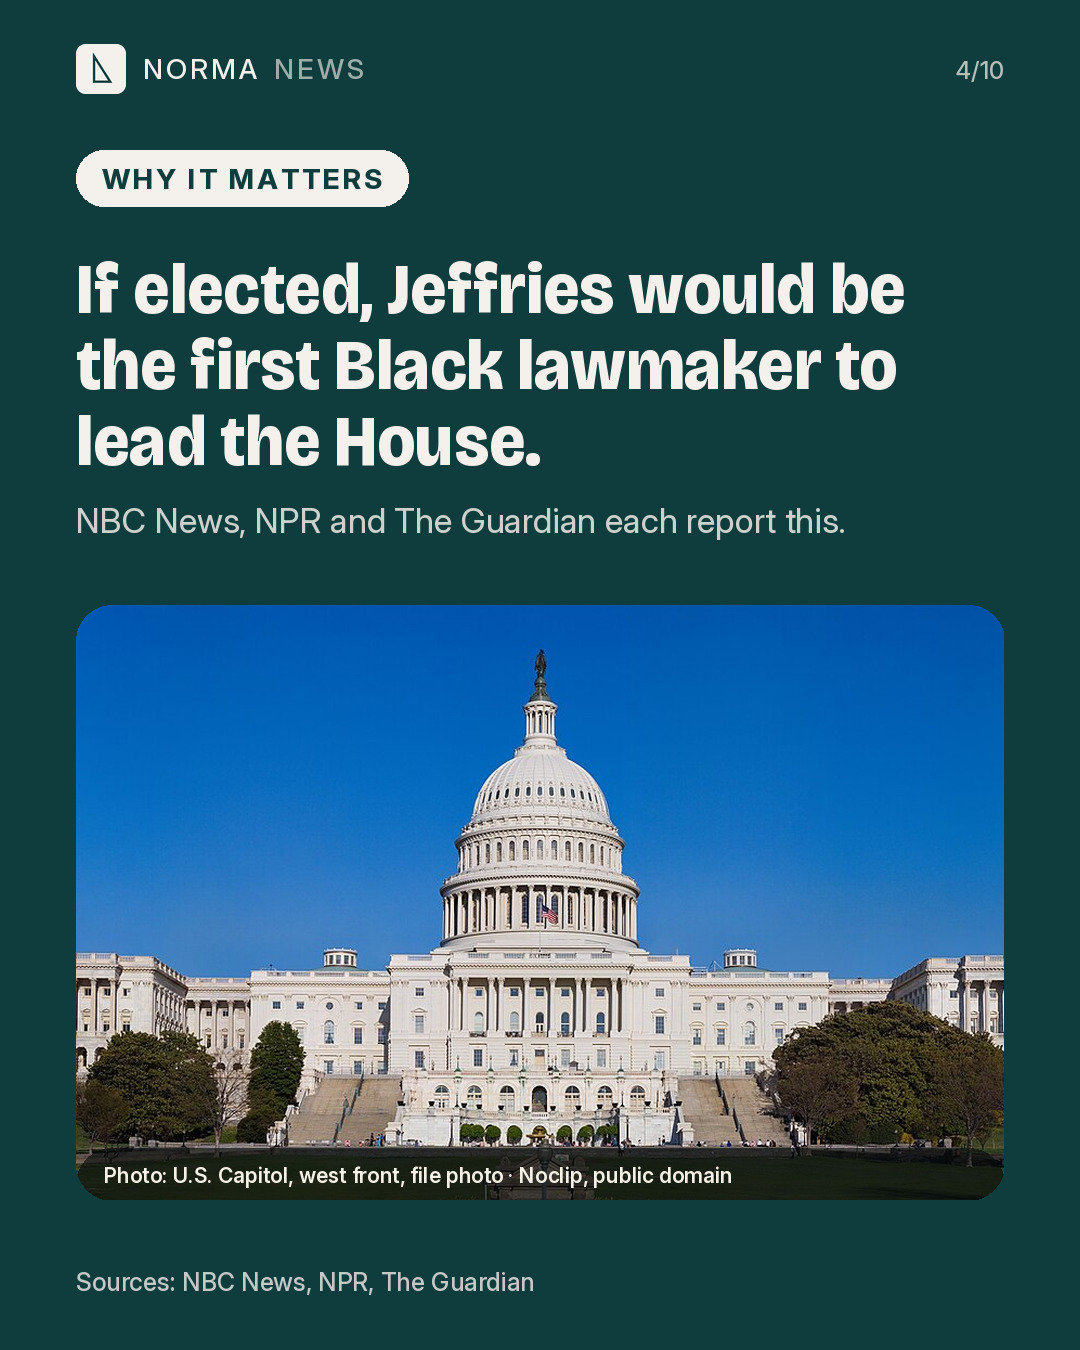 NORMA NEWS
4/10
WHY IT MATTERS
If elected, Jeffries would be
the first Black lawmaker to
lead the House.
NBC News, NPR and The Guardian each report this.
Photo: U.S. Capitol, west front, file photo · Noclip, public domain
Sources: NBC News, NPR, The Guardian